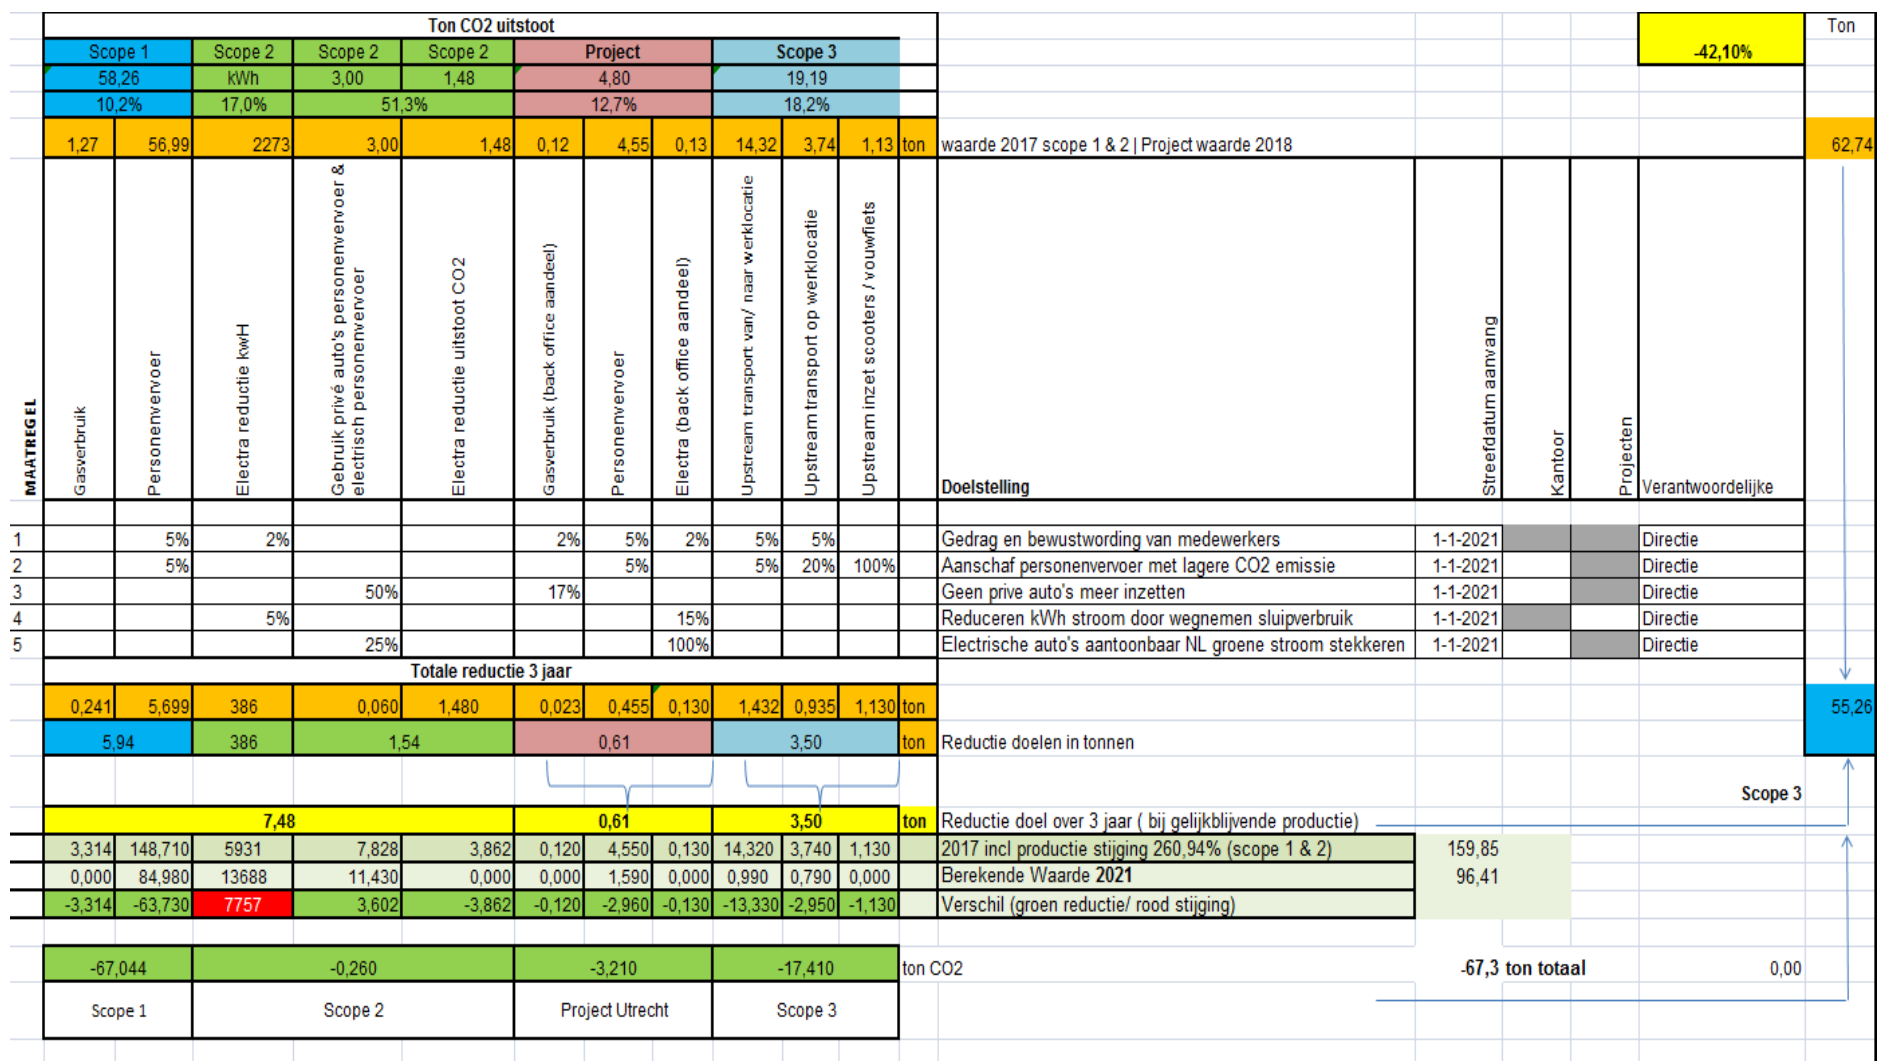 Ton CO2 uitstoot Ton
Scope 1 Scope 2 Scope 2 Scope 2 Project Scope 3 -42,10%
58,26 kWh 3,00 1,48 4,80 19,19
10,2% 17,0% 51,3% 12,7% 18,2%
1,27 56,99 2273 3,00 1,48 0,12 4,55 0,13 14,32 3,74 1,13 ton waarde 2017 scope 1 & 2 | Project waarde 2018 62,74
MAATREGEL
Gasverbruik
Personenvervoer
Electra reductie kwH
Gebruik privé auto's personenvervoer &
electrisch personenvervoer
Electra reductie uitstoot CO2
Gasverbruik (back office aandeel)
Personenvervoer
Electra (back office aandeel)
Upstream transport van/ naar werklocatie
Upstream transport op werklocatie
Upstream inzet scooters / vouwfiets
Doelstelling
Streefdatum aanvang
Kantoor
Projecten
Verantwoordelijke
1 5% 2% 2% 5% 2% 5% 5% Gedrag en bewustwording van medewerkers 1-1-2021 Directie
2 5% 5% 5% 20% 100% Aanschaf personenvervoer met lagere CO2 emissie 1-1-2021 Directie
3 50% 17% Geen prive auto's meer inzetten 1-1-2021 Directie
4 5% 15% Reduceren kWh stroom door wegnemen sluipverbruik 1-1-2021 Directie
5 25% 100% Electrische auto's aantoonbaar NL groene stroom stekkeren 1-1-2021 Directie
Totale reductie 3 jaar
0,241 5,699 386 0,060 1,480 0,023 0,455 0,130 1,432 0,935 1,130 ton 55,26
5,94 386 1,54 0,61 3,50 ton Reductie doelen in tonnen
Scope 3
7,48 0,61 3,50 ton Reductie doel over 3 jaar ( bij gelijkblijvende productie)
3,314 148,710 5931 7,828 3,862 0,120 4,550 0,130 14,320 3,740 1,130 2017 incl productie stijging 260,94% (scope 1 & 2) 159,85
0,000 84,980 13688 11,430 0,000 0,000 1,590 0,000 0,990 0,790 0,000 Berekende Waarde 2021 96,41
-3,314 -63,730 7757 3,602 -3,862 -0,120 -2,960 -0,130 -13,330 -2,950 -1,130 Verschil (groen reductie/ rood stijging)
-67,044 -0,260 -3,210 -17,410 ton CO2 -67,3 ton totaal 0,00
Scope 1 Scope 2 Project Utrecht Scope 3